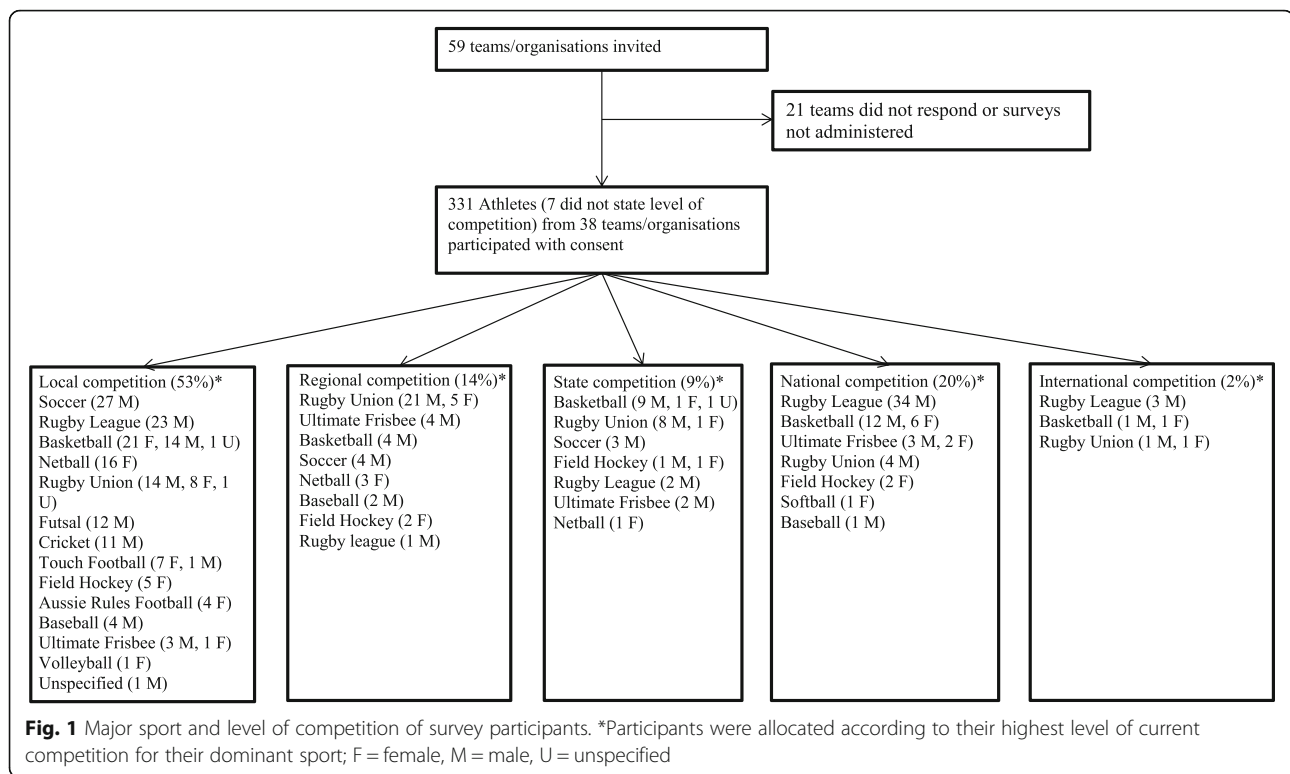 59 teams/organisations invited
21 teams did not respond or surveys
not administered
331 Athletes (7 did not state level of
competition) from 38 teams/organisations
participated with consent
Local competition (53%)*
Soccer (27 M)
Rugby League (23 M)
Basketball (21 F, 14 M, 1 U)
Netball (16 F)
Rugby Union (14 M, 8 F, 1
U)
Futsal (12 M)
Cricket (11 M)
Touch Football (7 F, 1 M)
Field Hockey (5 F)
Aussie Rules Football (4 F)
Baseball (4 M)
Ultimate Frisbee (3 M, 1 F)
Volleyball (1 F)
Unspecified (1 M)
Regional competition (14%)*
Rugby Union (21 M, 5 F)
Ultimate Frisbee (4 M)
Basketball (4 M)
Soccer (4 M)
Netball (3 F)
Baseball (2 M)
Field Hockey (2 F)
Rugby league (1 M)
State competition (9%)*
Basketball (9 M, 1 F, 1 U)
Rugby Union (8 M, 1 F)
Soccer (3 M)
Field Hockey (1 M, 1 F)
Rugby League (2 M)
Ultimate Frisbee (2 M)
Netball (1 F)
National competition (20%)*
Rugby League (34 M)
Basketball (12 M, 6 F)
Ultimate Frisbee (3 M, 2 F)
Rugby Union (4 M)
Field Hockey (2 F)
Softball (1 F)
Baseball (1 M)
International competition (2%)*
Rugby League (3 M)
Basketball (1 M, 1 F)
Rugby Union (1 M, 1 F)
Fig. 1 Major sport and level of competition of survey participants. *Participants were allocated according to their highest level of current
competition for their dominant sport; F = female, M = male, U = unspecified